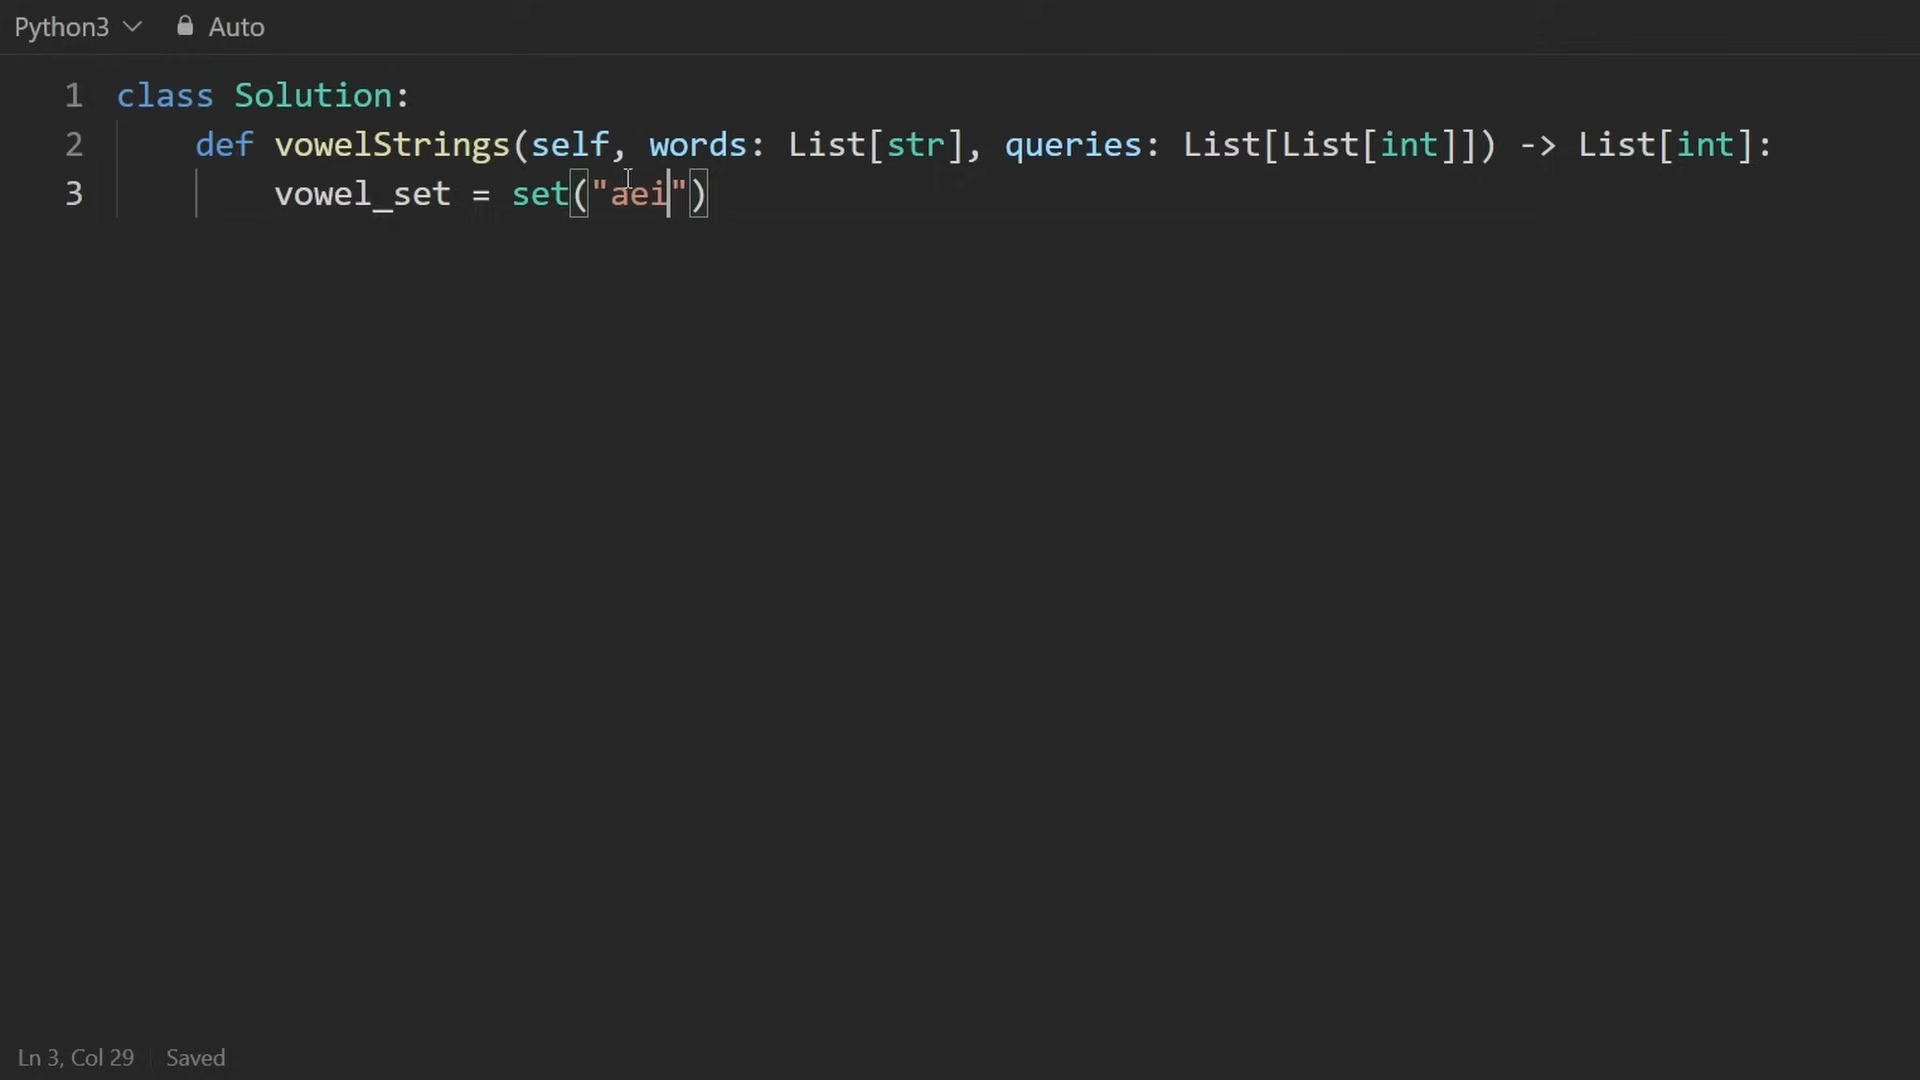 Python3 Auto
1 class Solution:
2 def vowelStrings(self, words: List[str], queries: List[List[int]]) -> List[int]:
3 vowel_set = set("aei")
Ln 3, Col 29 Saved